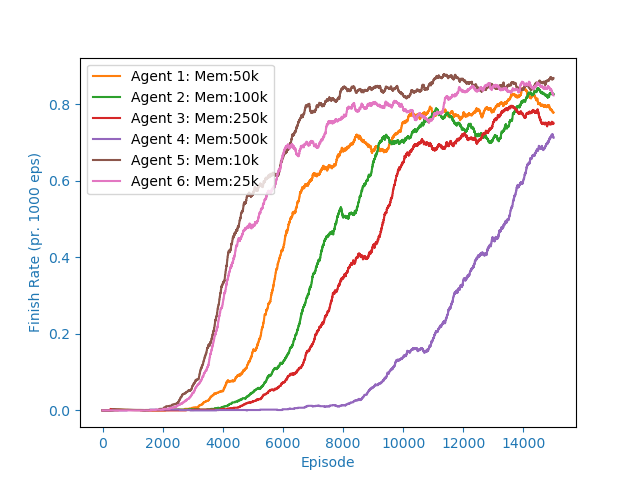 Agent 1: Mem:50k
Agent 2: Mem:100k
Agent 3: Mem:250k
Agent 4: Mem:500k
Agent 5: Mem:10k
Agent 6: Mem:25k
Finish Rate (pr. 1000 eps)
0.8
0.6
0.4
0.2
0.0
0 2000 4000 6000 8000 10000 12000 14000
Episode